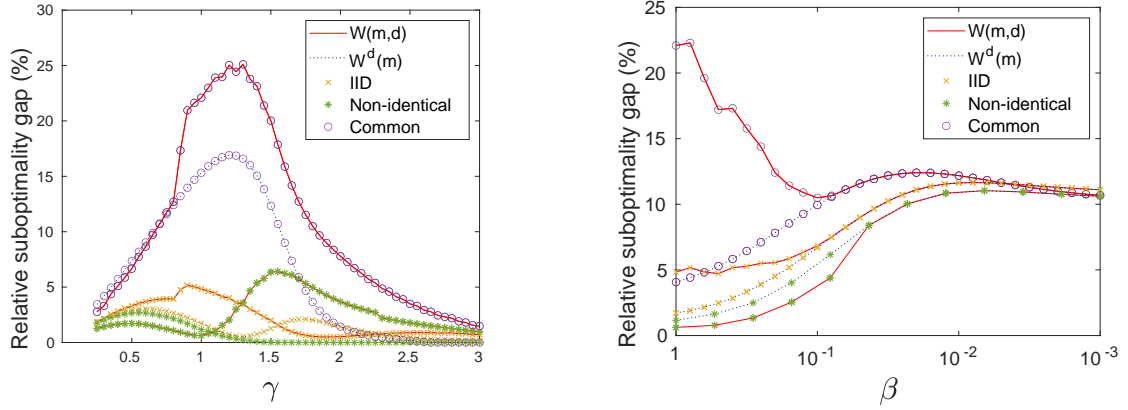 Relative suboptimality gap (%)
30
25
20
15
10
5
0
0.5
1
1.5
2
2.5
3
γ
W(m,d)
W^d(m)
IID
Non-identical
Common
Relative suboptimality gap (%)
25
20
15
10
5
0
1
10^-1
10^-2
10^-3
β
W(m,d)
W^d(m)
IID
Non-identical
Common